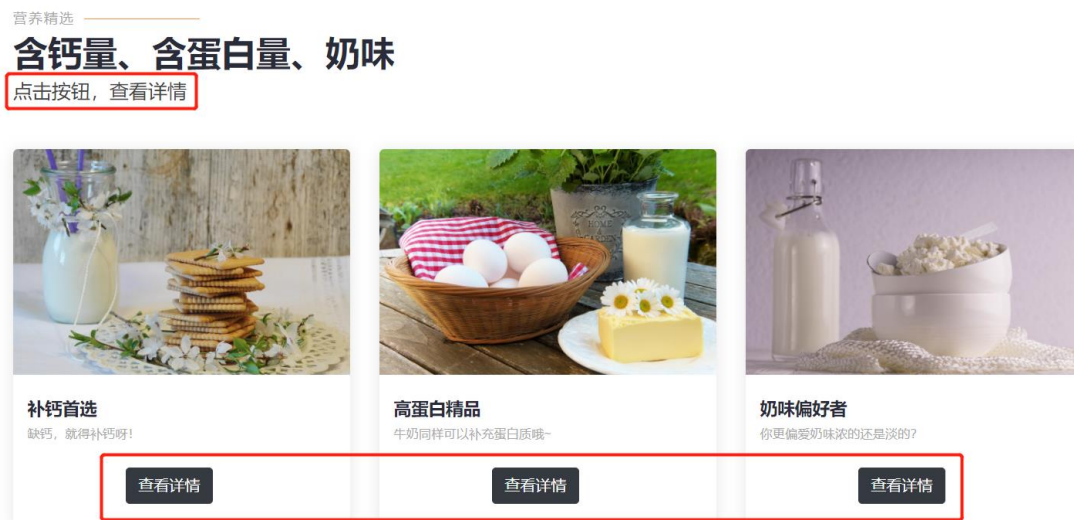 营养精选
含钙量、含蛋白量、奶味
点击按钮，查看详情
HOME
GARDEN
补钙首选
缺钙，就得补钙呀！
查看详情
高蛋白精品
牛奶同样可以补充蛋白质哦~
查看详情
奶味偏好者
你更偏爱奶味浓的还是淡的?
查看详情